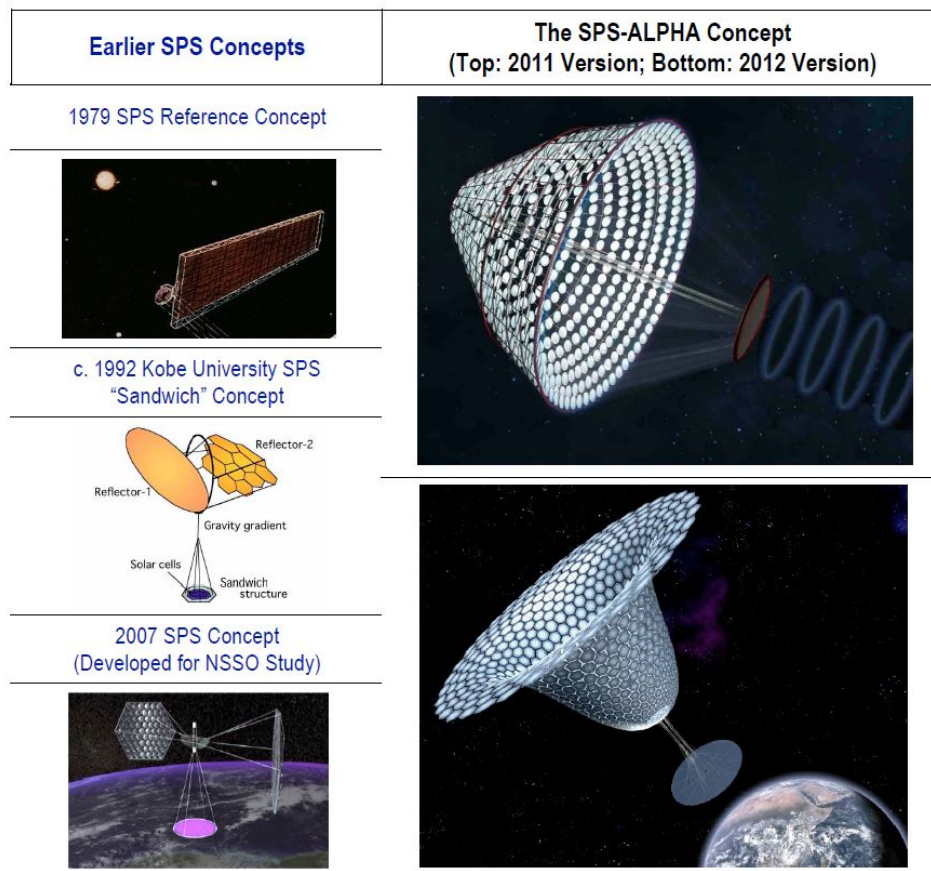 Earlier SPS Concepts
The SPS-ALPHA Concept
(Top: 2011 Version; Bottom: 2012 Version)
1979 SPS Reference Concept
c. 1992 Kobe University SPS
“Sandwich” Concept
Reflector-2
Reflector-1
Gravity gradient
Solar cells
Sandwich
structure
2007 SPS Concept
(Developed for NSSO Study)